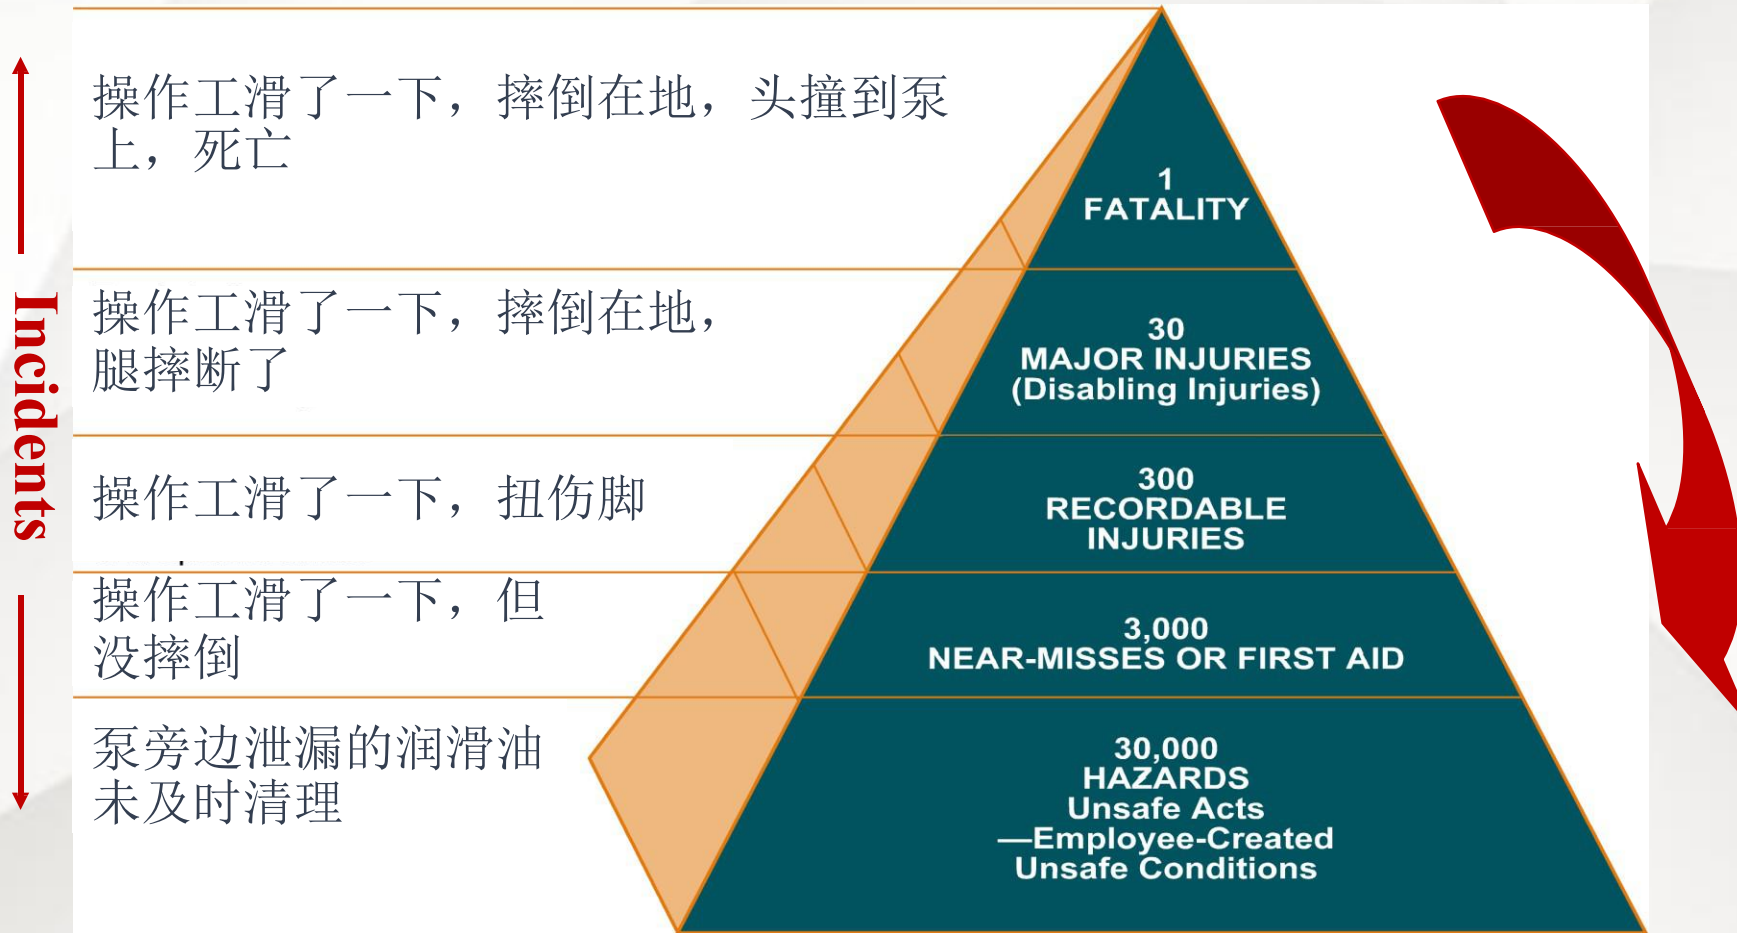 操作工滑了一下，摔倒在地，头撞到泵
上，死亡
1
FATALITY
操作工滑了一下，摔倒在地，
腿摔断了
30
MAJOR INJURIES
(Disabling Injuries)
Incidents
操作工滑了一下，扭伤脚
300
RECORDABLE
INJURIES
操作工滑了一下，但
没摔倒
3,000
NEAR-MISSES OR FIRST AID
泵旁边泄漏的润滑油
未及时清理
30,000
HAZARDS
Unsafe Acts
—Employee-Created
Unsafe Conditions